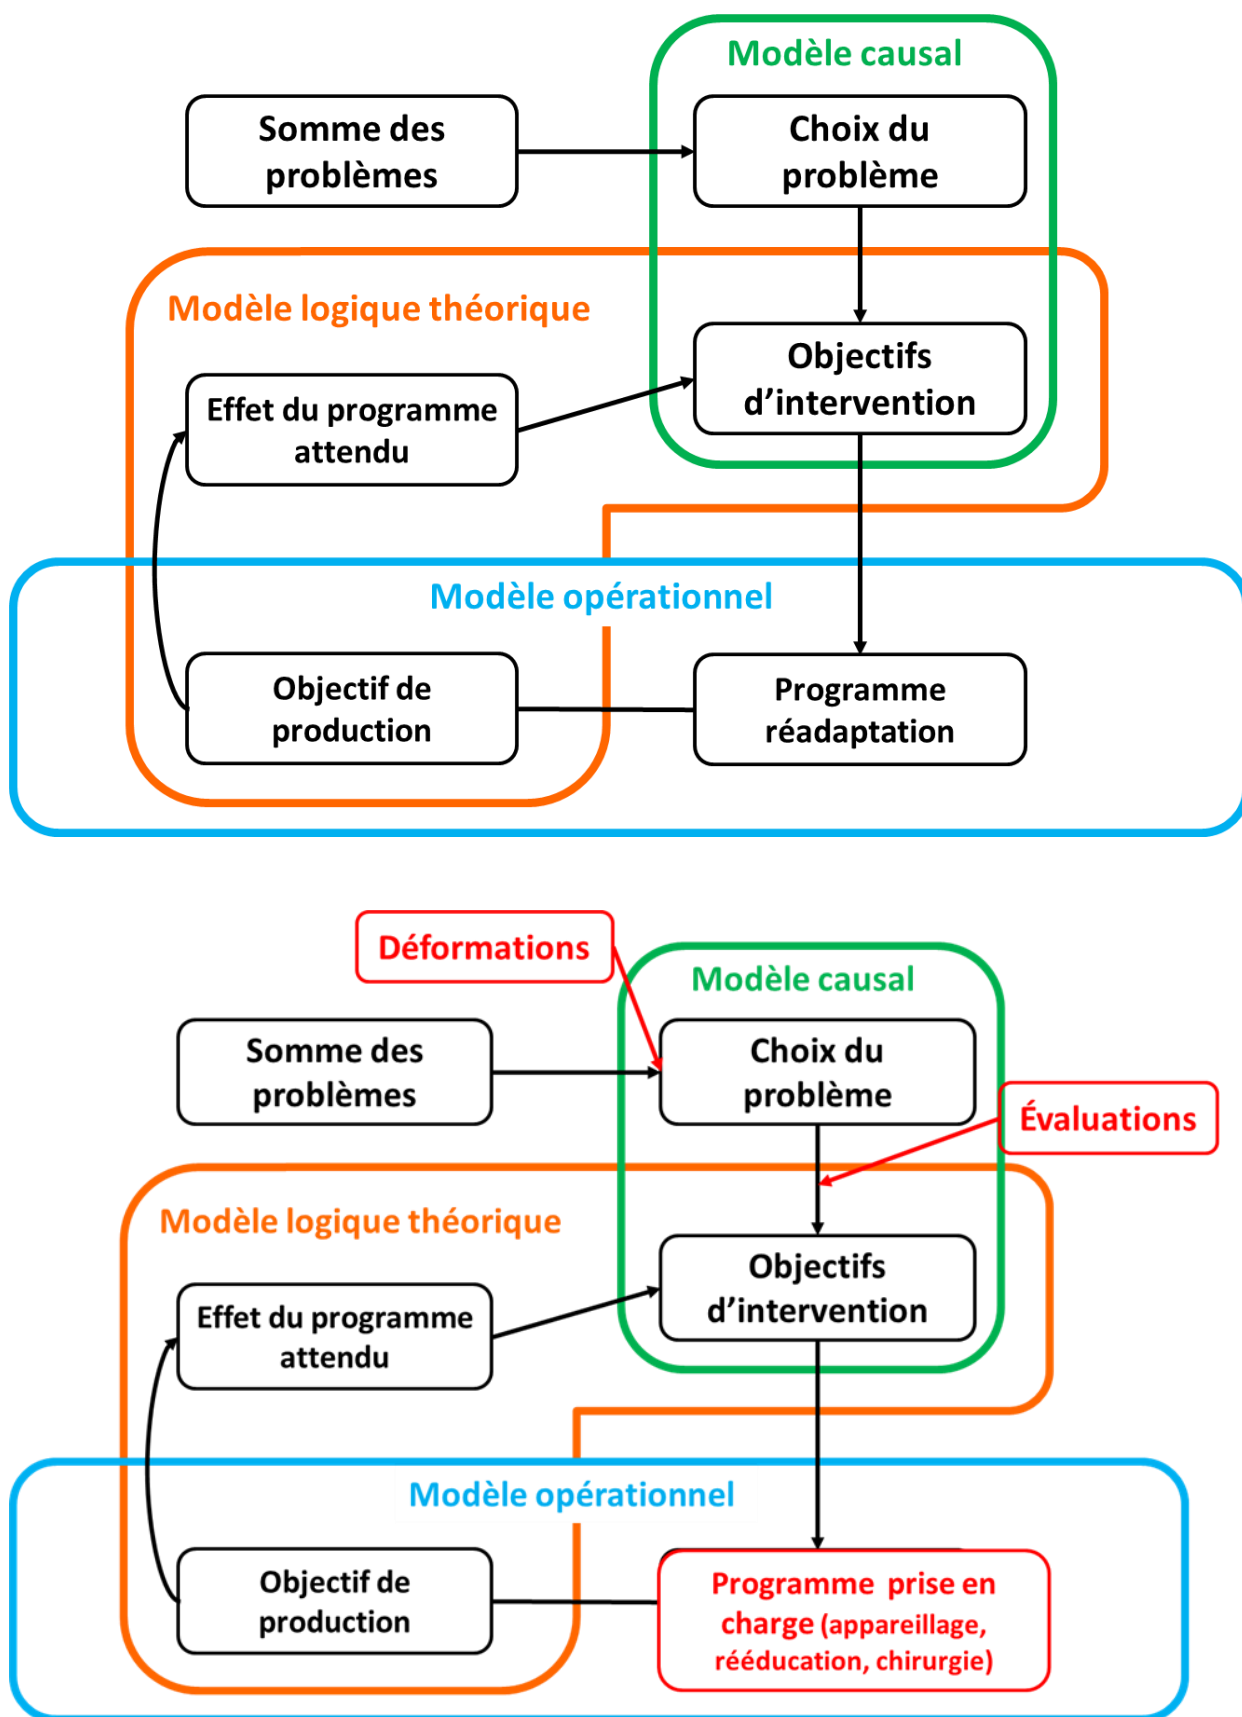 Modèle causal
Somme des
problèmes
Choix du
problème
Modèle logique théorique
Objectifs
d’intervention
Effet du programme
attendu
Modèle opérationnel
Objectif de
production
Programme
réadaptation
Déformations
Modèle causal
Somme des
problèmes
Choix du
problème
Évaluations
Modèle logique théorique
Objectifs
d’intervention
Effet du programme
attendu
Modèle opérationnel
Objectif de
production
Programme prise en
charge (appareillage,
rééducation, chirurgie)